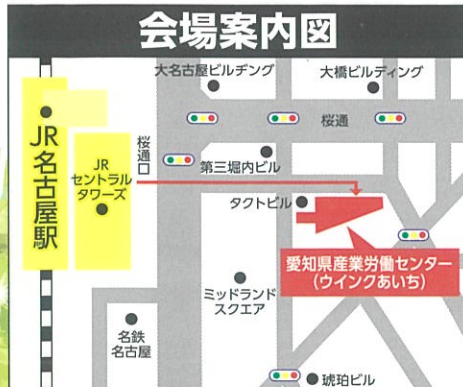 会場案内図
大名古屋ビルヂング
大橋ビルディング
桜通
JR名古屋駅
JR
セントラル
タワーズ
桜通口
第三堀内ビル
タクトビル
愛知県産業労働センター
(ウインクあいち)
ミッドランド
スクエア
名鉄
名古屋
琥珀ビル